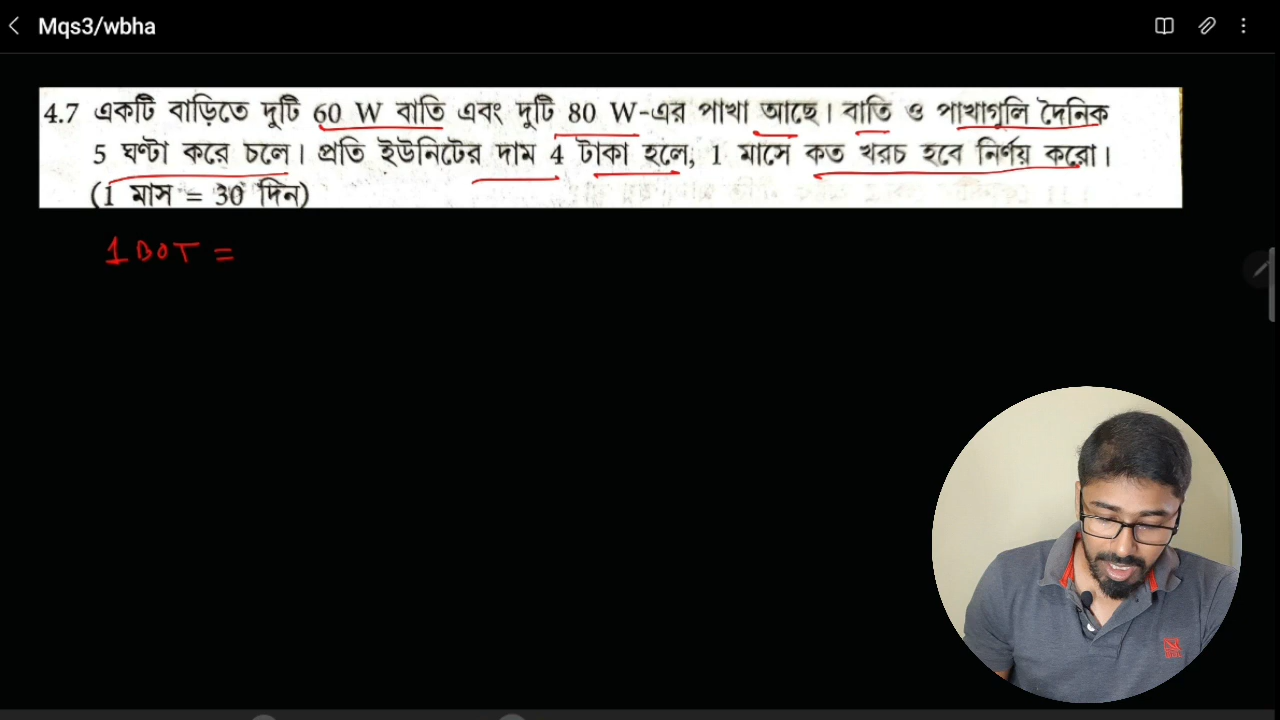 Mqs3/wbha
4.7 একটি বাড়িতে দুটি 60 W বাতি এবং দুটি 80 W-এর পাখা আছে। বাতি ও পাখাগুলি দৈনিক
5 ঘণ্টা করে চলে। প্রতি ইউনিটের দাম 4 টাকা হলে, 1 মাসে কত খরচ হবে নির্ণয় করো।
(1 মাস = 30 দিন)
1 BOT =